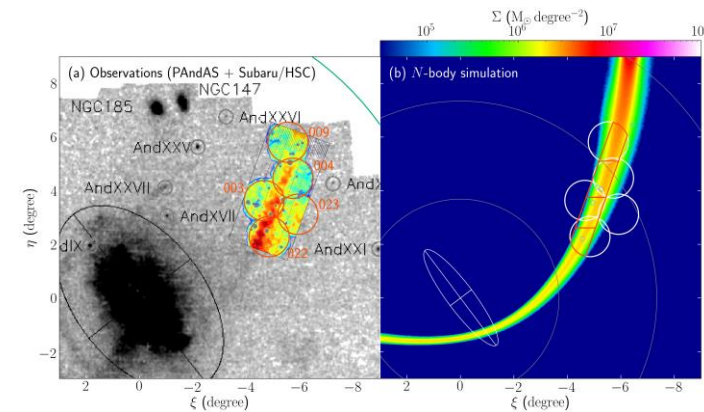 Σ (M⊙ degree⁻²)
10⁵ 10⁶ 10⁷ 10
(a) Observations (PAndAS + Subaru/HSC)
(b) N-body simulation
NGC147
NGC185
AndXXVI
009
AndXXV
004
003
AndXXVII
AndX
023
AndXVII
022
AndXXI
dIX
8
6
4
2
0
−2
η (degree)
2 0 −2 −4 −6 −8 0 −2 −4 −6 −8
ξ (degree) ξ (degree)